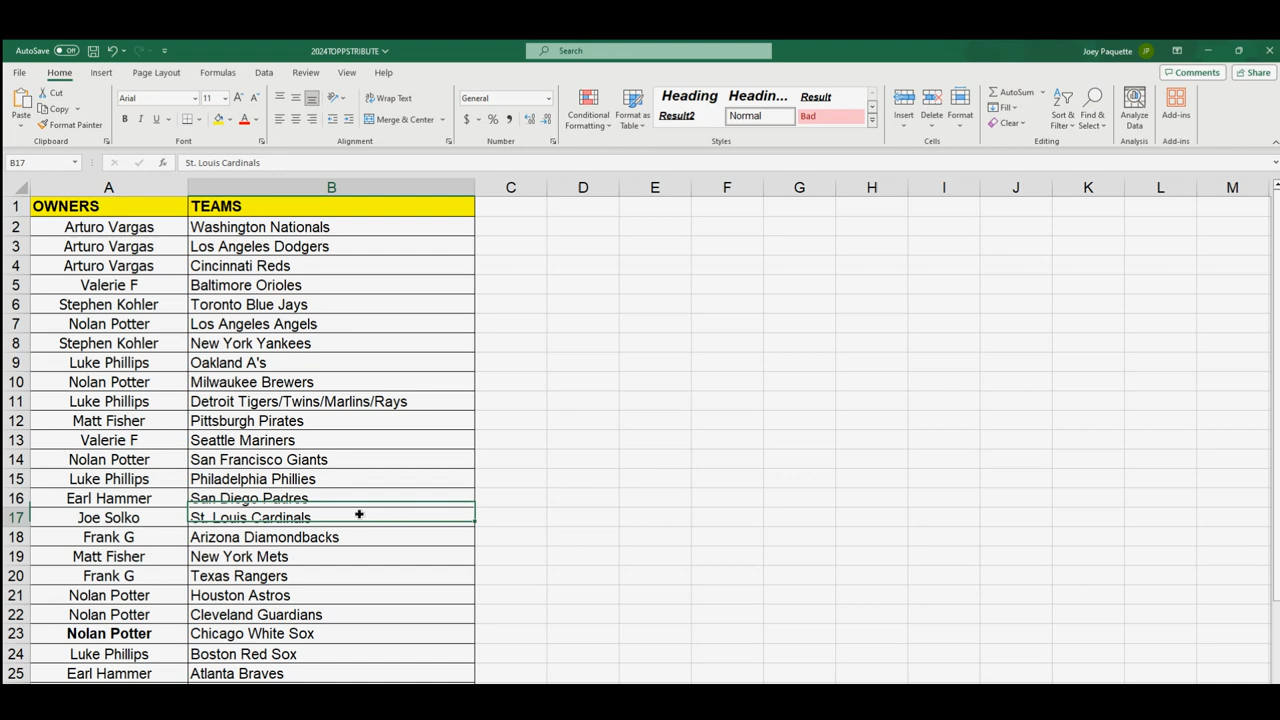 AutoSave Off 2024TOPPSTRIBUTE Search Joey Paquette JP
File Home Insert Page Layout Formulas Data Review View Help Comments Share
Paste Cut Copy Format Painter Clipboard
Arial 11 A A B I U A Font
Wrap Text Merge & Center Alignment
General $ % , Number
Conditional Formatting Format as Table Heading Headin... Result Result2 Normal Bad Styles
Insert Delete Format Cells
AutoSum Fill Clear Sort & Filter Find & Select Editing
Analyze Data Analysis
Add-ins Add-ins
B17 fx St. Louis Cardinals
A B C D E F G H I J K L M
1 OWNERS TEAMS
2 Arturo Vargas Washington Nationals
3 Arturo Vargas Los Angeles Dodgers
4 Arturo Vargas Cincinnati Reds
5 Valerie F Baltimore Orioles
6 Stephen Kohler Toronto Blue Jays
7 Nolan Potter Los Angeles Angels
8 Stephen Kohler New York Yankees
9 Luke Phillips Oakland A's
10 Nolan Potter Milwaukee Brewers
11 Luke Phillips Detroit Tigers/Twins/Marlins/Rays
12 Matt Fisher Pittsburgh Pirates
13 Valerie F Seattle Mariners
14 Nolan Potter San Francisco Giants
15 Luke Phillips Philadelphia Phillies
16 Earl Hammer San Diego Padres
17 Joe Solko St. Louis Cardinals
18 Frank G Arizona Diamondbacks
19 Matt Fisher New York Mets
20 Frank G Texas Rangers
21 Nolan Potter Houston Astros
22 Nolan Potter Cleveland Guardians
23 Nolan Potter Chicago White Sox
24 Luke Phillips Boston Red Sox
25 Earl Hammer Atlanta Braves